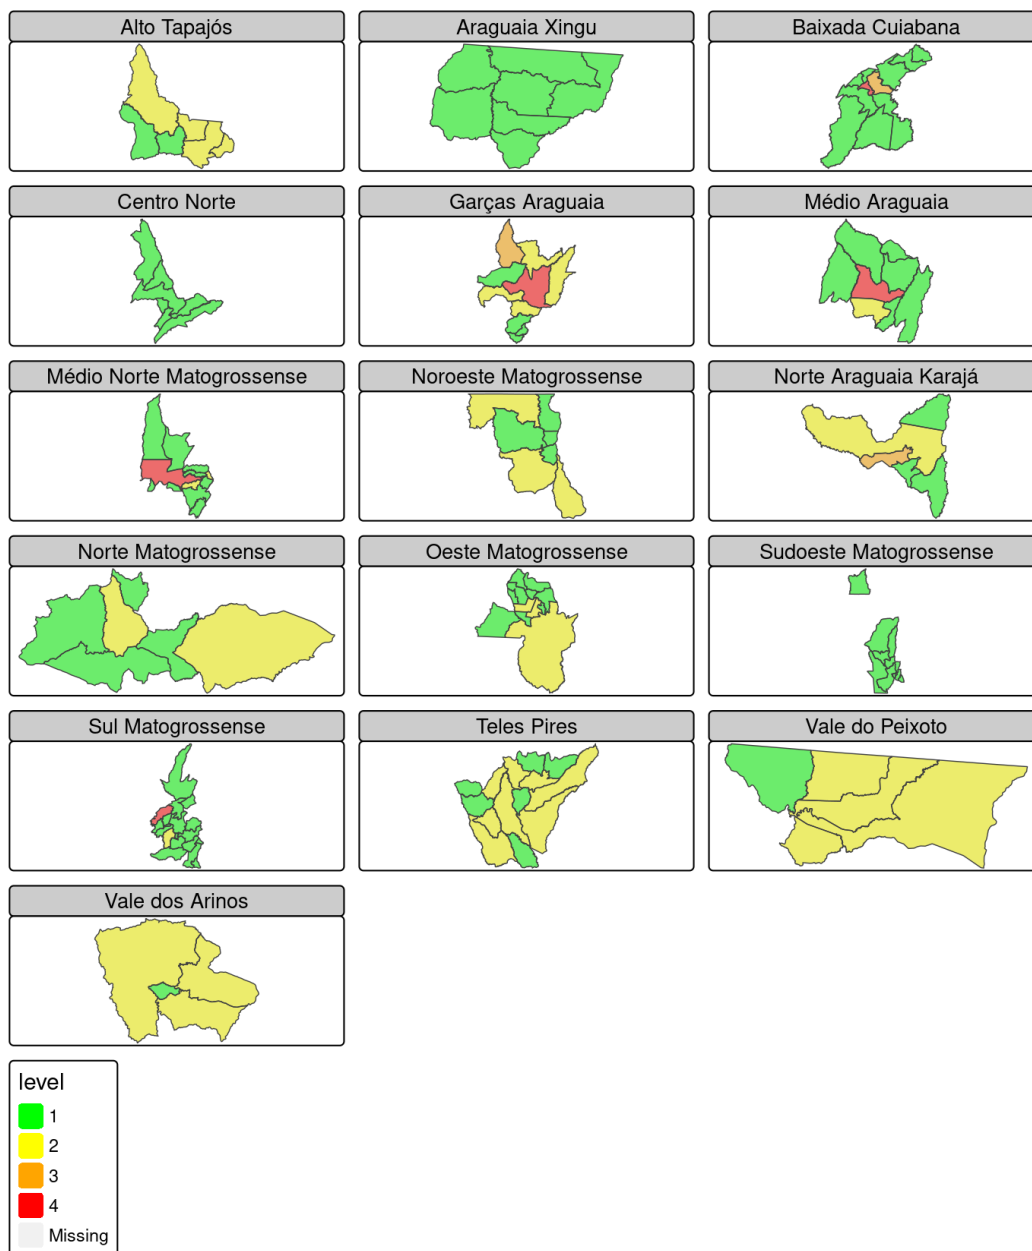 Alto Tapajós
Araguaia Xingu
Baixada Cuiabana
Centro Norte
Garças Araguaia
Médio Araguaia
Médio Norte Matogrossense
Noroeste Matogrossense
Norte Araguaia Karajá
Norte Matogrossense
Oeste Matogrossense
Sudoeste Matogrossense
Sul Matogrossense
Teles Pires
Vale do Peixoto
Vale dos Arinos
level
1
2
3
4
Missing